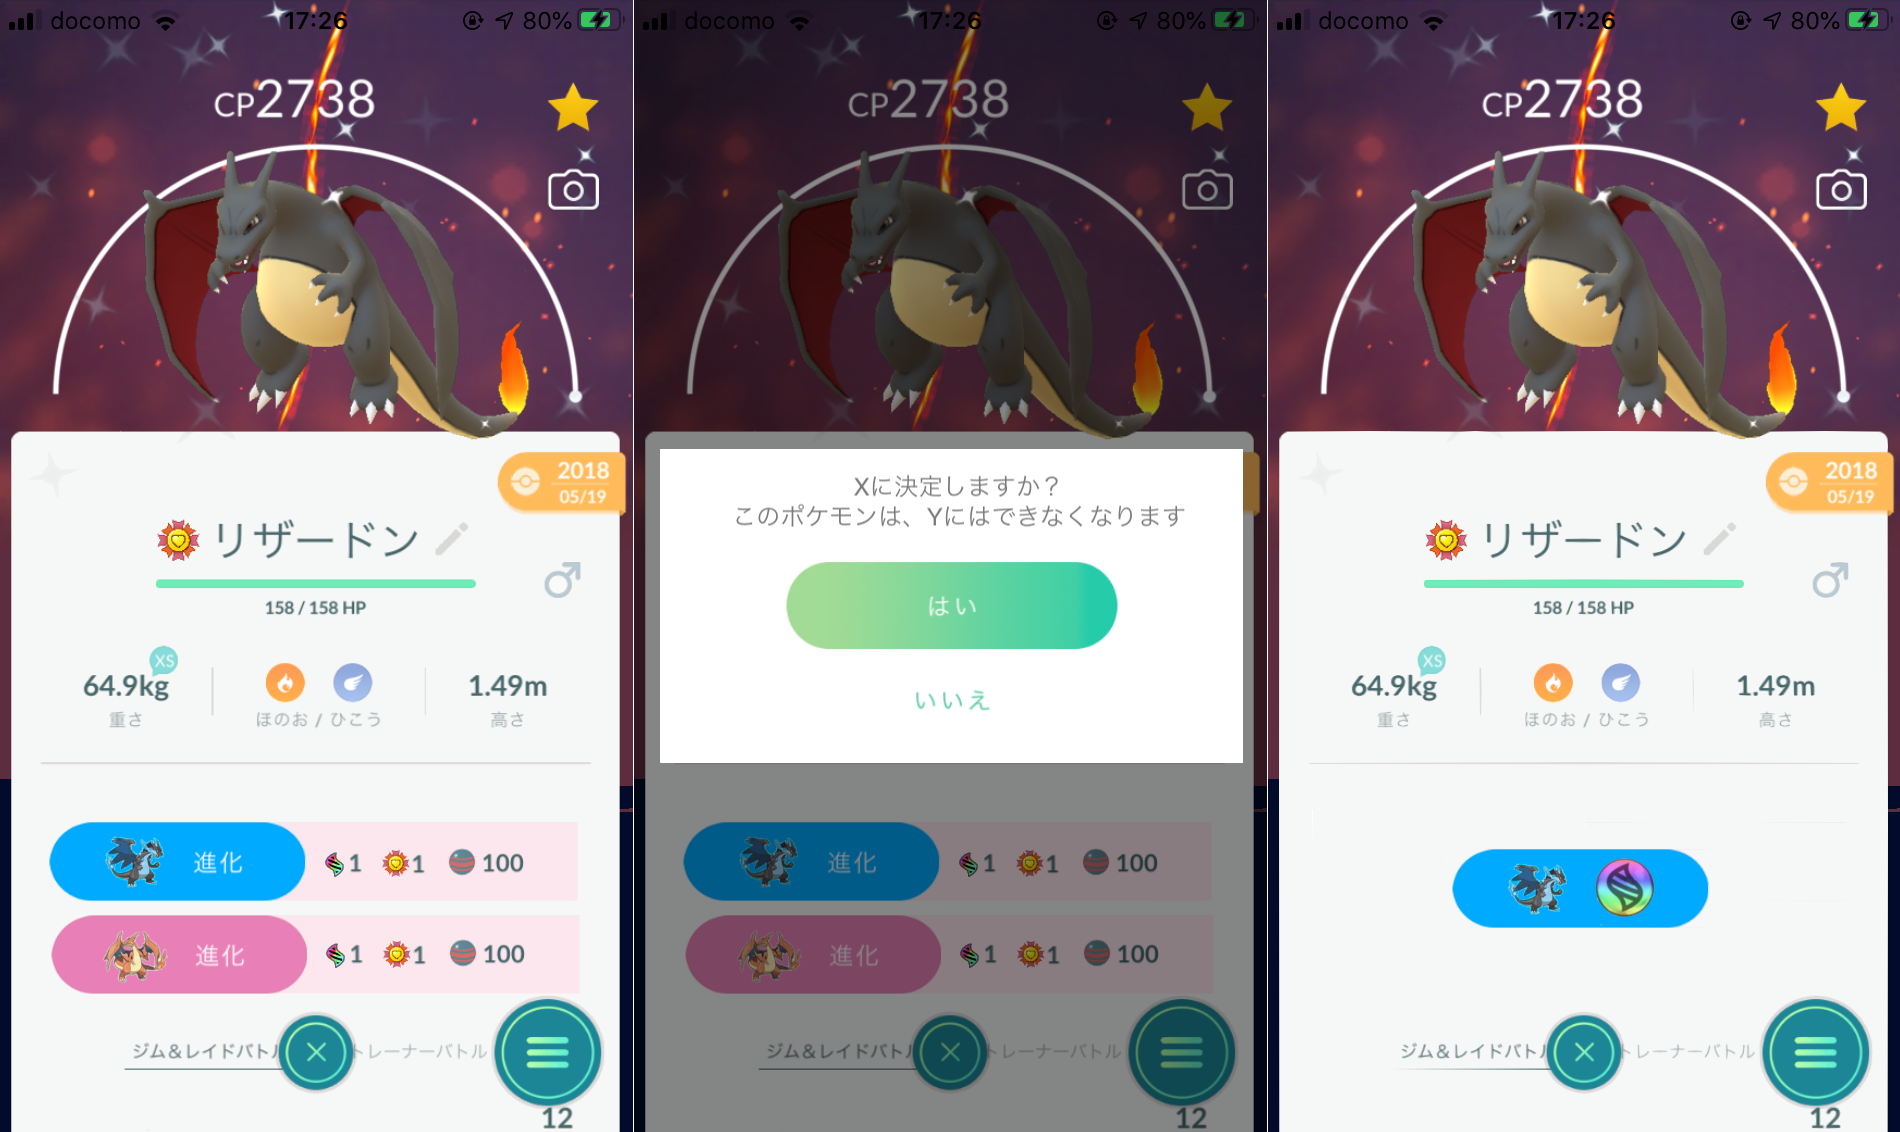 docomo 17:26 80%
CP2738
2018
05/19
リザードン
158 / 158 HP
XS
64.9kg
重さ
ほのお / ひこう
1.49m
高さ
進化 1 1 100
進化 1 1 100
ジム&レイドバトル
トレーナーバトル
12
docomo 17:26 80%
CP2738
Xに決定しますか？
このポケモンは、Yにはできなくなります
はい
いいえ
進化 1 1 100
進化 1 1 100
ジム&レイドバトル
トレーナーバトル
12
docomo 17:26 80%
CP2738
2018
05/19
リザードン
158 / 158 HP
XS
64.9kg
重さ
ほのお / ひこう
1.49m
高さ
ジム&レイドバトル
トレーナーバトル
12